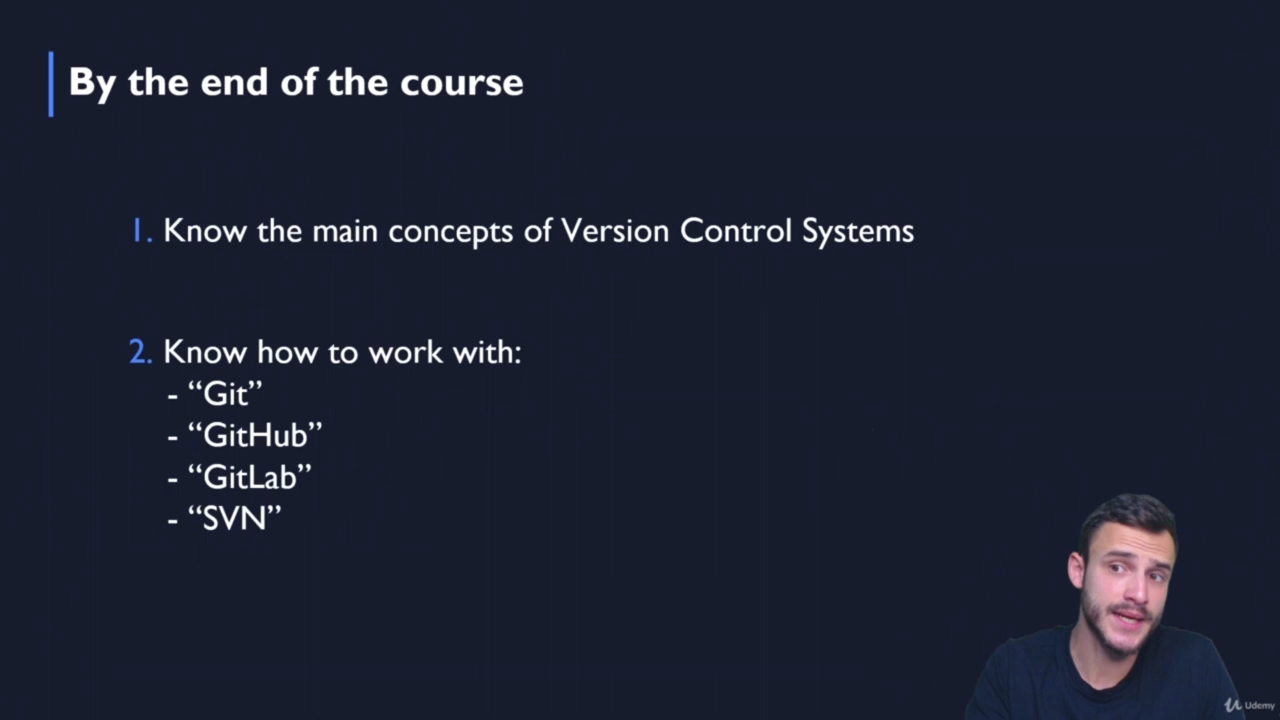 By the end of the course
1. Know the main concepts of Version Control Systems
2. Know how to work with:
- “Git”
- “GitHub”
- “GitLab”
- “SVN”
Udemy